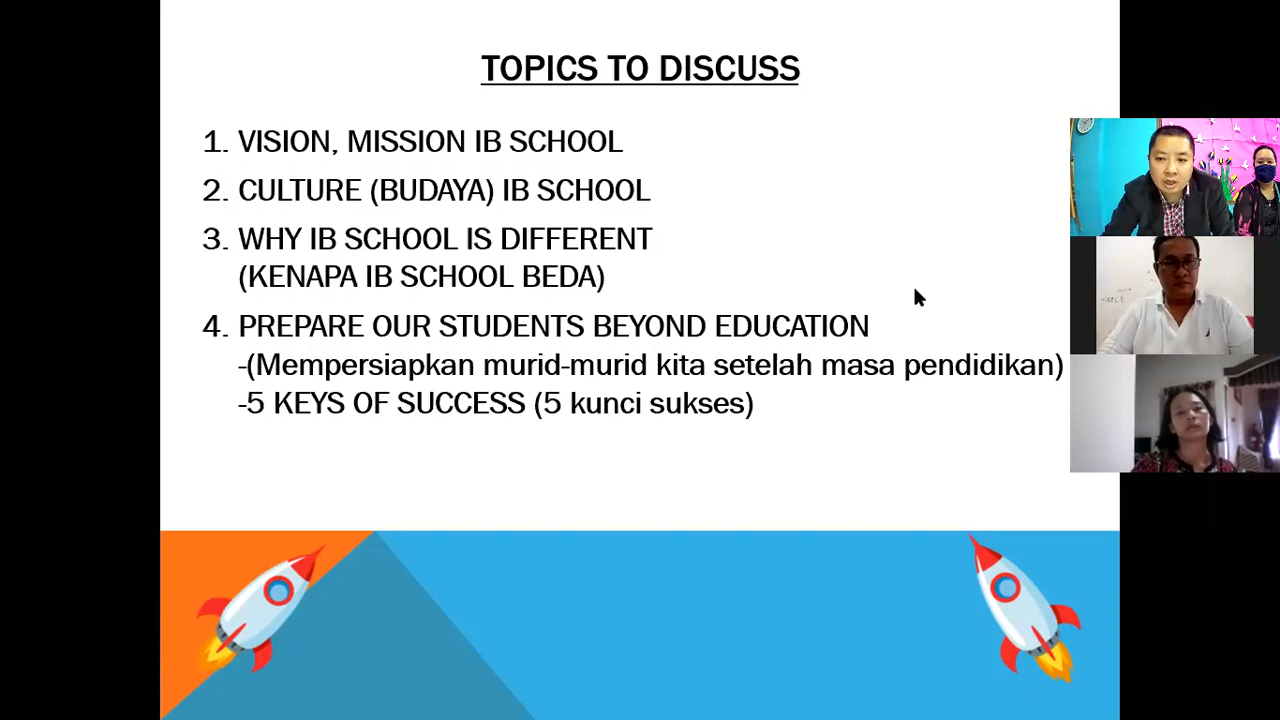 TOPICS TO DISCUSS
1. VISION, MISSION IB SCHOOL
2. CULTURE (BUDAYA) IB SCHOOL
3. WHY IB SCHOOL IS DIFFERENT
(KENAPA IB SCHOOL BEDA)
4. PREPARE OUR STUDENTS BEYOND EDUCATION
-(Mempersiapkan murid-murid kita setelah masa pendidikan)
-5 KEYS OF SUCCESS (5 kunci sukses)